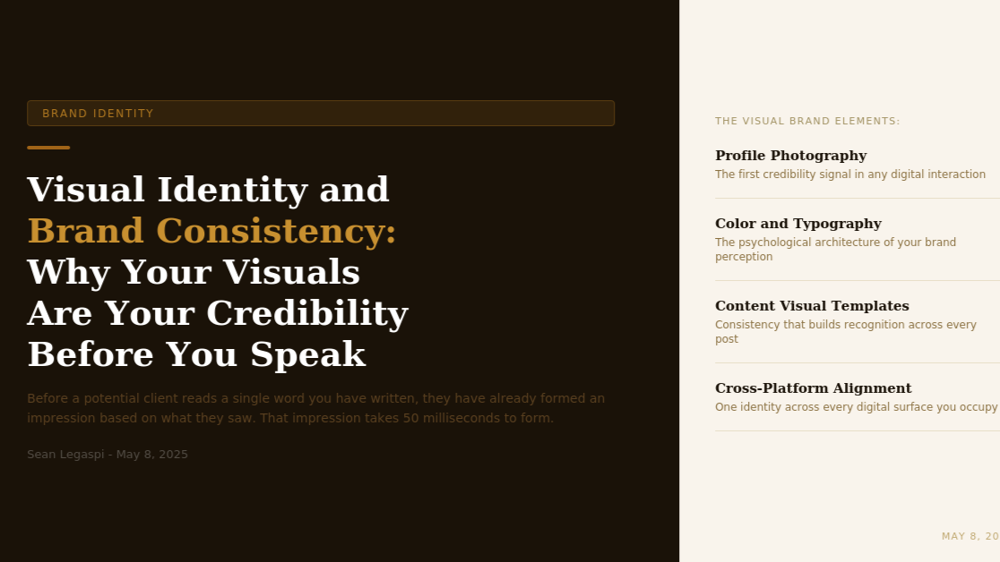 BRAND IDENTITY
Visual Identity and
Brand Consistency:
Why Your Visuals
Are Your Credibility
Before You Speak
Before a potential client reads a single word you have written, they have already formed an
impression based on what they saw. That impression takes 50 milliseconds to form.
Sean Legaspi - May 8, 2025
THE VISUAL BRAND ELEMENTS:
Profile Photography
The first credibility signal in any digital interaction
Color and Typography
The psychological architecture of your brand
perception
Content Visual Templates
Consistency that builds recognition across every
post
Cross-Platform Alignment
One identity across every digital surface you occupy
MAY 8, 20